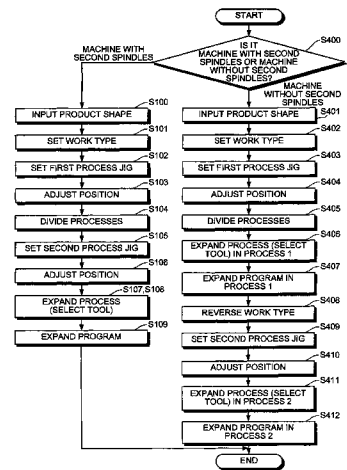 START
S400
IS IT
MACHINE WITH SECOND
SPINDLES OR MACHINE
WITHOUT SECOND
SPINDLES?
MACHINE WITH
SECOND SPINDLES
MACHINE
WITHOUT SECOND
SPINDLES
S100
INPUT PRODUCT SHAPE
S101
SET WORK TYPE
S102
SET FIRST PROCESS JIG
S103
ADJUST POSITION
S104
DIVIDE PROCESSES
S105
SET SECOND PROCESS JIG
S106
ADJUST POSITION
S107,S108
EXPAND PROCESS
(SELECT TOOL)
S109
EXPAND PROGRAM
S401
INPUT PRODUCT SHAPE
S402
SET WORK TYPE
S403
SET FIRST PROCESS JIG
S404
ADJUST POSITION
S405
DIVIDE PROCESSES
S406
EXPAND PROCESS (SELECT
TOOL) IN PROCESS 1
S407
EXPAND PROGRAM IN
PROCESS 1
S408
REVERSE WORK TYPE
S409
SET SECOND PROCESS JIG
S410
ADJUST POSITION
S411
EXPAND PROCESS (SELECT
TOOL) IN PROCESS 2
S412
EXPAND PROGRAM IN
PROCESS 2
END